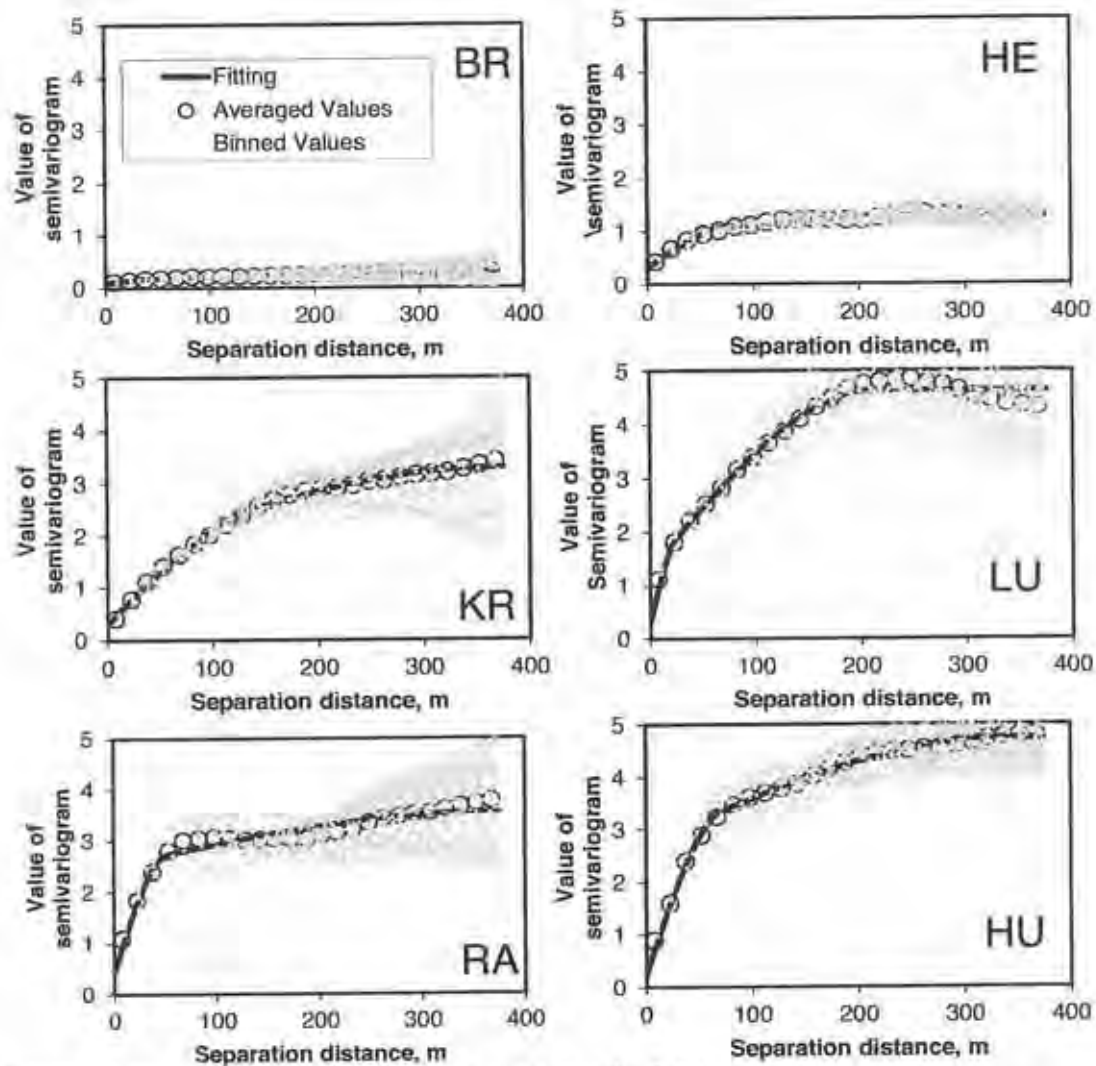 5
4
3
2
1
0
Value of
semivariogram
BR
Fitting
Averaged Values
Binned Values
0 100 200 300 400
Separation distance, m
5
4
3
2
1
0
Value of
\semivariogram
HE
0 100 200 300 400
Separation distance, m
5
4
3
2
1
0
Value of
semivariogram
KR
0 100 200 300 400
Separation distance, m
5
4
3
2
1
0
Value of
Semivariogram
LU
0 100 200 300 400
Separation distance, m
5
4
3
2
1
0
Value of
semivariogram
RA
0 100 200 300 400
Separation distance, m
5
4
3
2
1
0
Value of
semivariogram
HU
0 100 200 300 400
Separation distance, m